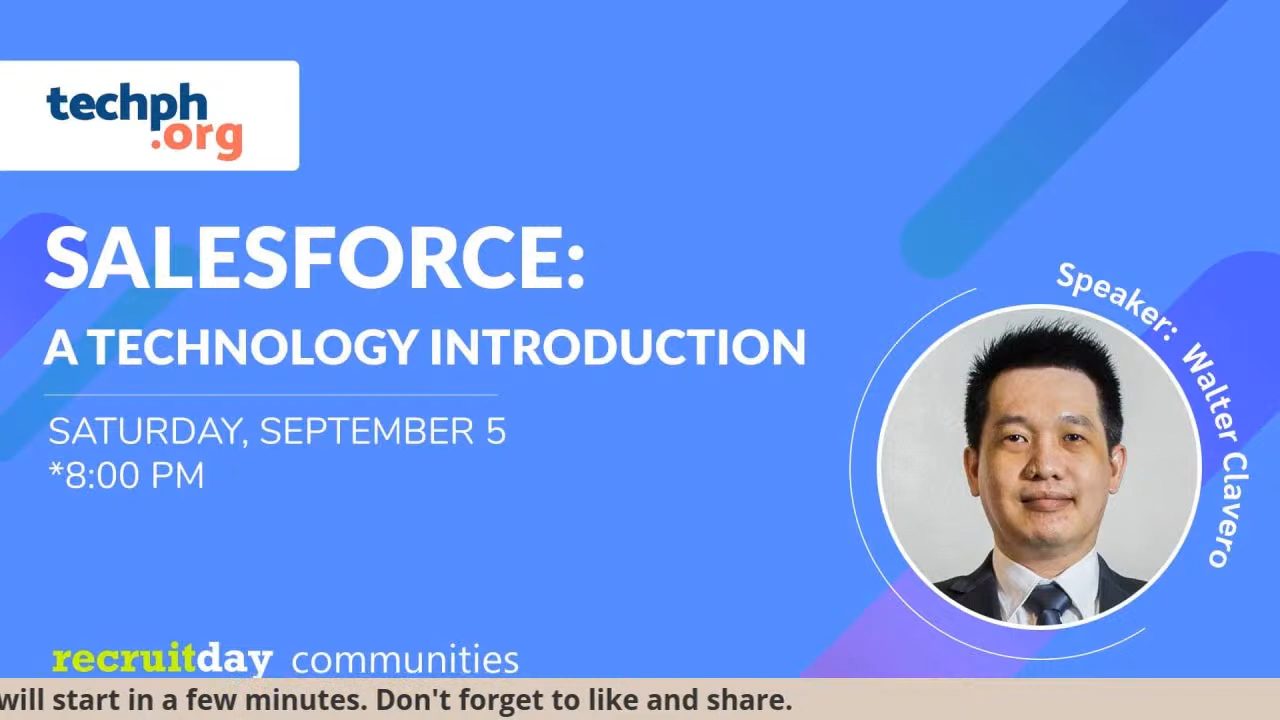 techph
.org
SALESFORCE:
A TECHNOLOGY INTRODUCTION
SATURDAY, SEPTEMBER 5
*8:00 PM
Speaker: Walter Clavero
recruitday communities
will start in a few minutes. Don't forget to like and share.